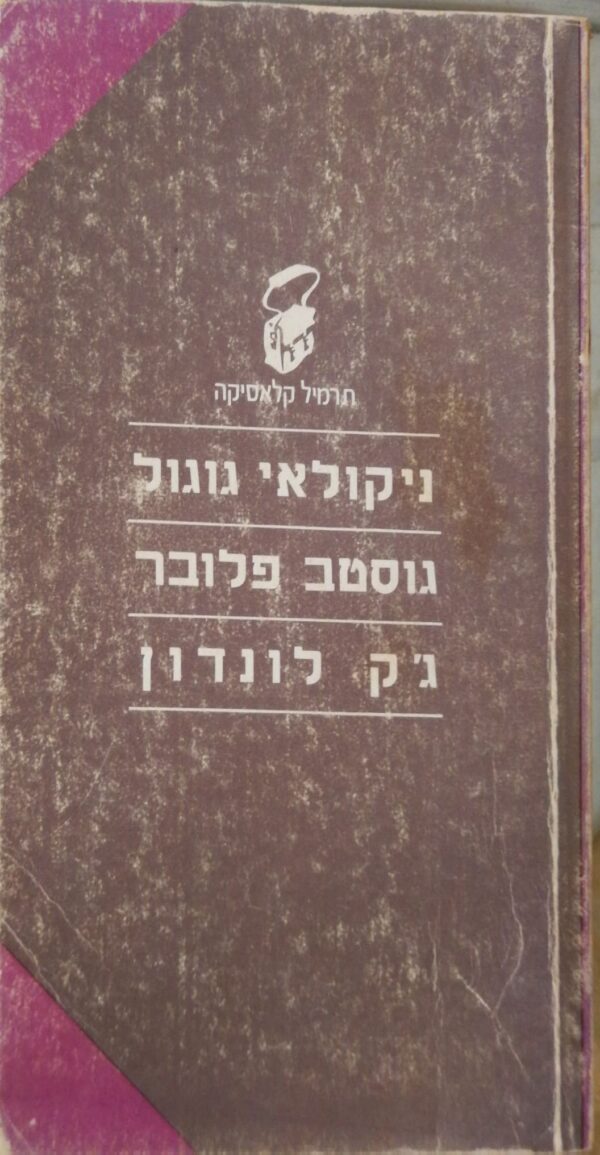 תרמיל קלאסיקה
ניקולאי גוגול
גוסטב פלובר
ג'ק לונדון